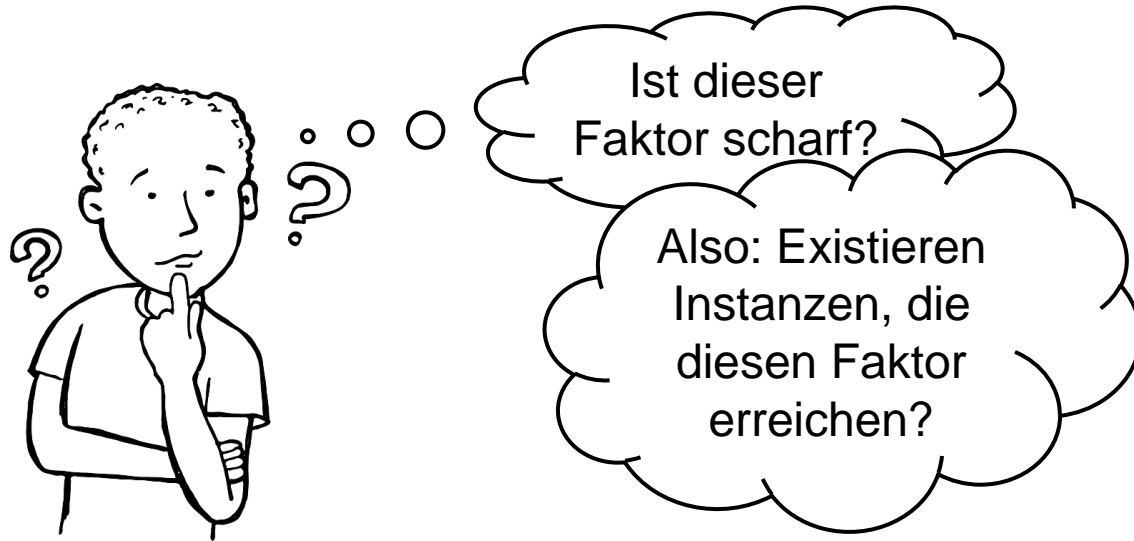 Ist dieser
Faktor scharf?
Also: Existieren
Instanzen, die
diesen Faktor
erreichen?